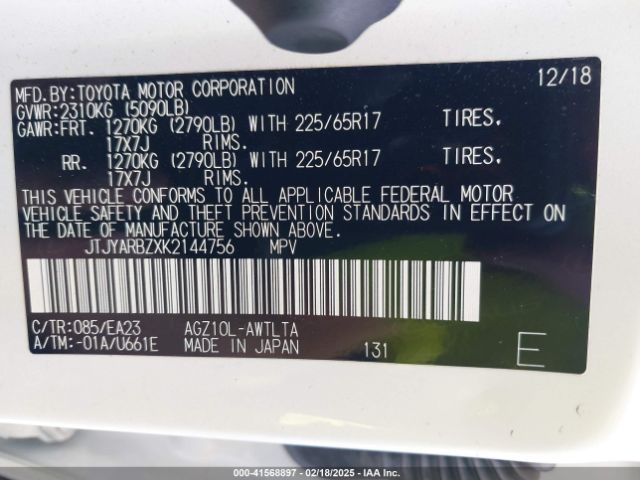 MFD.BY:TOYOTA MOTOR CORPORATION 12/18
GVWR:2310KG (5090LB)
GAWR:FRT. 1270KG (2790LB) WITH 225/65R17 TIRES.
17X7J RIMS.
RR. 1270KG (2790LB) WITH 225/65R17 TIRES.
17X7J RIMS.
THIS VEHICLE CONFORMS TO ALL APPLICABLE FEDERAL MOTOR
VEHICLE SAFETY AND THEFT PREVENTION STANDARDS IN EFFECT ON
THE DATE OF MANUFACTURE SHOWN ABOVE.
JTJYARBZXK2144756 MPV
C/TR:085/EA23 AGZ10L-AWTLTA
A/TM:-01A/U661E MADE IN JAPAN 131 E
000-41568897 - 02/18/2025 - IAAI.COM